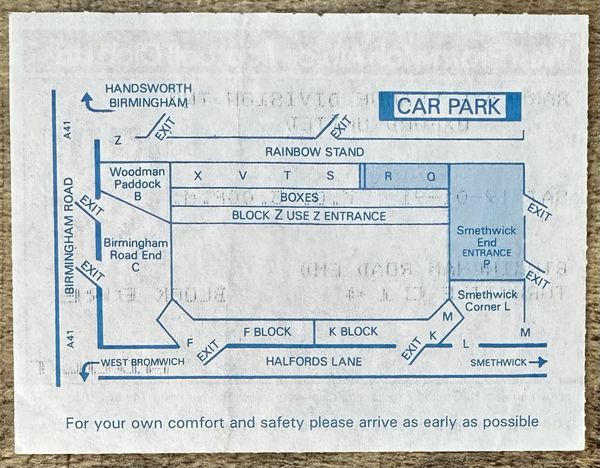 HANDSWORTH
BIRMINGHAM
CAR PARK
A41
Z
EXIT
EXIT
RAINBOW STAND
Woodman
Paddock
B
X V T S R Q
BOXES
BLOCK Z USE Z ENTRANCE
EXIT
EXIT
BIRMINGHAM ROAD
Birmingham
Road End
C
Smethwick
End
ENTRANCE
P
EXIT
EXIT
Smethwick
Corner L
M
F BLOCK
K BLOCK
F
EXIT
EXIT
K
L
M
A41
WEST BROMWICH
HALFORDS LANE
SMETHWICK
For your own comfort and safety please arrive as early as possible